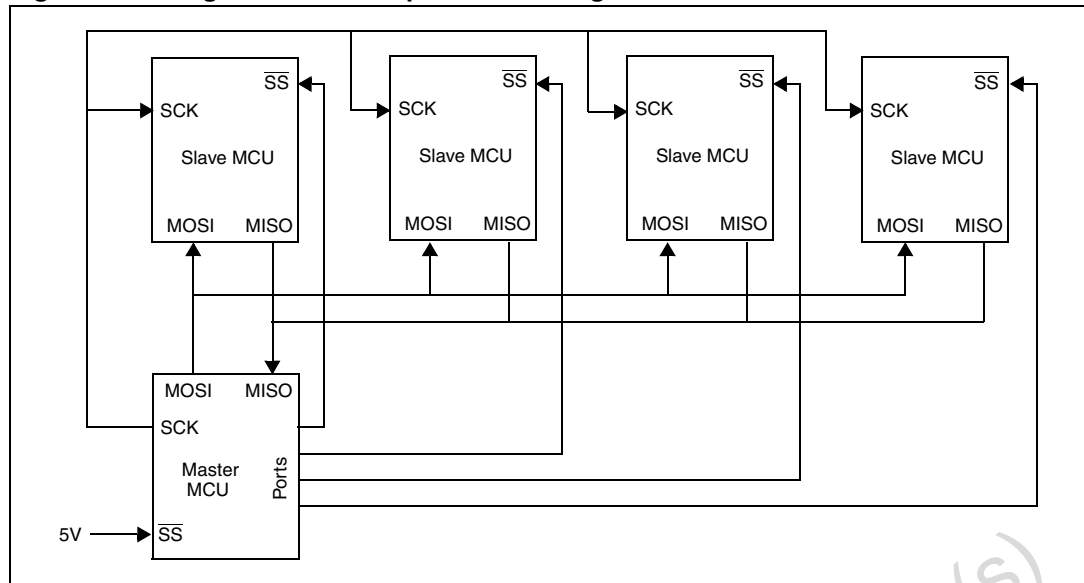 SS SS SS SS
SCK SCK SCK SCK
Slave MCU Slave MCU Slave MCU Slave MCU
MOSI MISO MOSI MISO MOSI MISO MOSI MISO
MOSI MISO
SCK
Master
MCU
Ports
5V SS